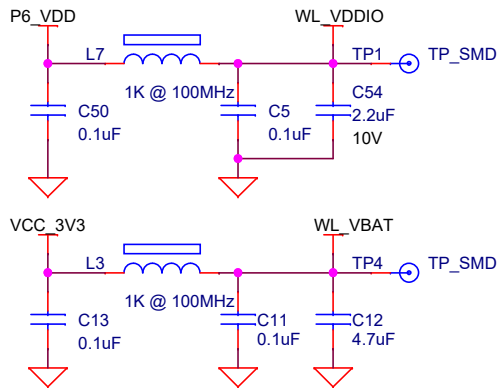 P6_VDD
WL_VDDIO
L7
TP1
TP_SMD
1K @ 100MHz
C50
0.1uF
C5
0.1uF
C54
2.2uF
10V
VCC_3V3
WL_VBAT
L3
TP4
TP_SMD
1K @ 100MHz
C13
0.1uF
C11
0.1uF
C12
4.7uF